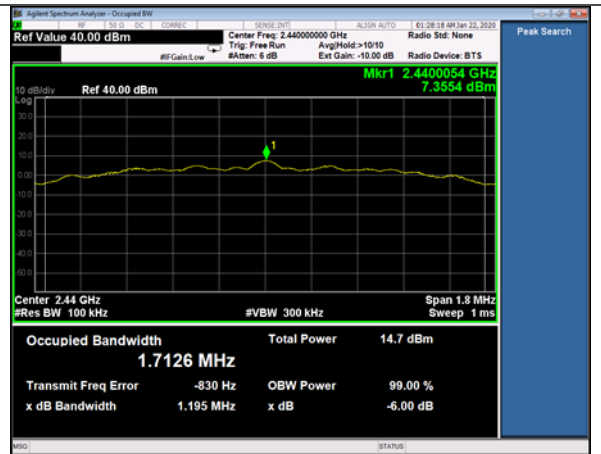 Agilent Spectrum Analyzer - Occupied BW
RF 50 Ω DC CORREC SENSE:INT ALIGN AUTO 01:28:18 AM Jan 22, 2020
Ref Value 40.00 dBm
Center Freq: 2.440000000 GHz Radio Std: None
Trig: Free Run Avg|Hold:>10/10
#IFGain:Low #Atten: 6 dB Ext Gain: -10.00 dB Radio Device: BTS
Peak Search
Mkr1 2.4400054 GHz
7.3554 dBm
10 dB/div Ref 40.00 dBm
Log
30.0
20.0
1
10.0
0.00
-10.0
-20.0
-30.0
-40.0
-50.0
Center 2.44 GHz Span 1.8 MHz
#Res BW 100 kHz #VBW 300 kHz Sweep 1 ms
Occupied Bandwidth Total Power 14.7 dBm
1.7126 MHz
Transmit Freq Error -830 Hz OBW Power 99.00 %
x dB Bandwidth 1.195 MHz x dB -6.00 dB
MSG STATUS